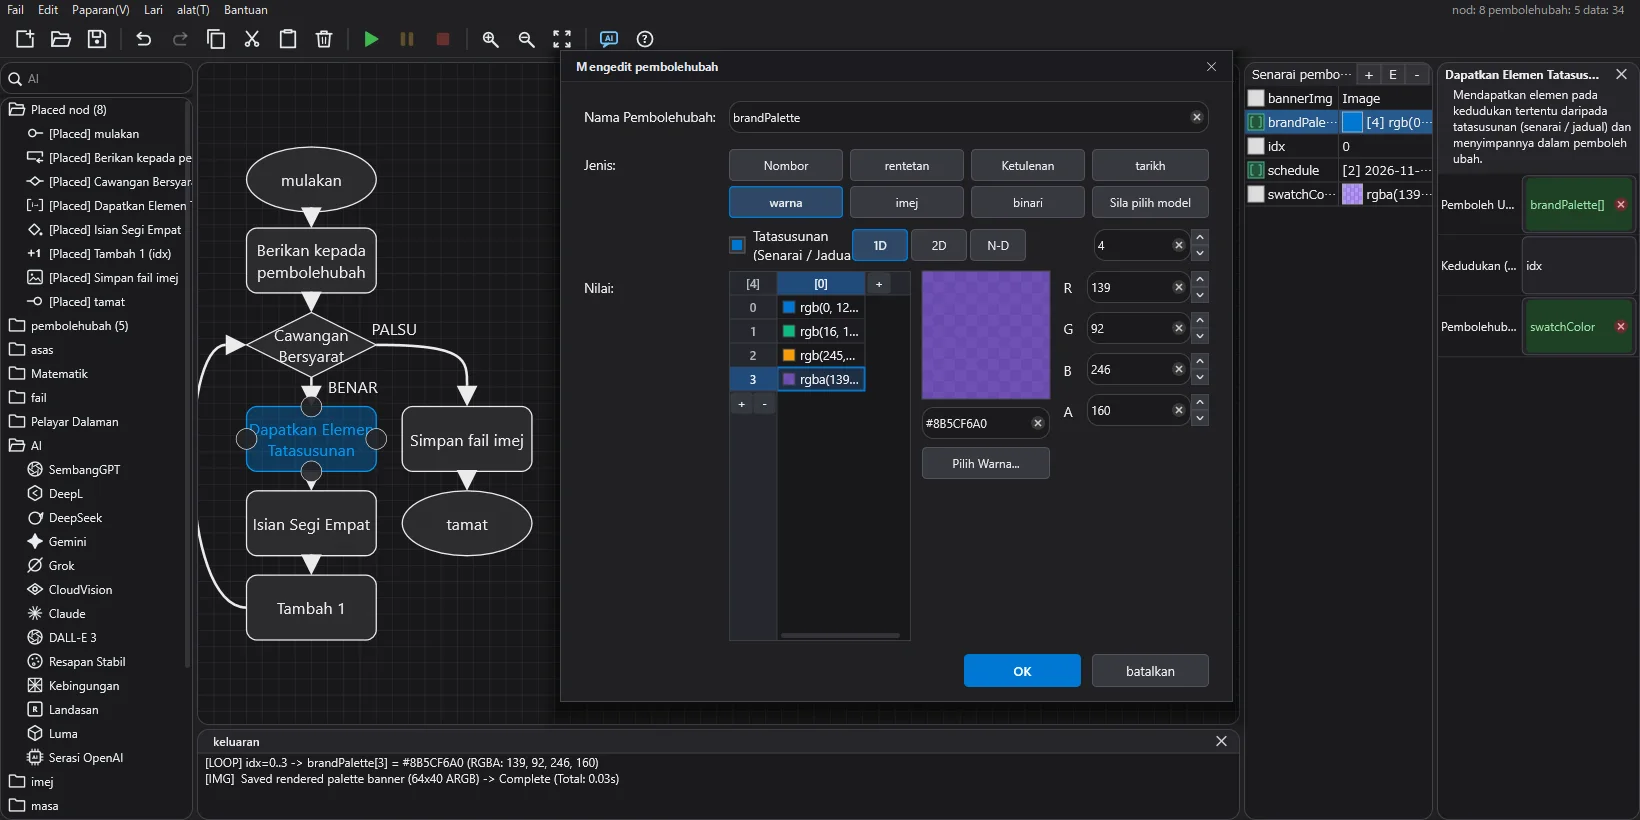 Fail Edit Paparan(V) Lari alat(T) Bantuan
nod: 8 pembolehubah: 5 data: 34
AI
Placed nod (8)
[Placed] mulakan
[Placed] Berikan kepada pe
[Placed] Cawangan Bersyar
[Placed] Dapatkan Elemen
[Placed] Isian Segi Empat
+1 [Placed] Tambah 1 (idx)
[Placed] Simpan fail imej
[Placed] tamat
pembolehubah (5)
asas
Matematik
fail
Pelayar Dalaman
AI
SembangGPT
DeepL
DeepSeek
Gemini
Grok
CloudVision
Claude
DALL-E 3
Resapan Stabil
Kebingungan
Landasan
Luma
Serasi OpenAI
imej
masa
mulakan
Berikan kepada
pembolehubah
Cawangan
Bersyarat
PALSU
BENAR
Dapatkan Elemen
Tatasusunan
Simpan fail imej
Isian Segi Empat
tamat
Tambah 1
Mengedit pembolehubah
Nama Pembolehubah:
brandPalette
Jenis:
Nombor rentetan Ketulenan tarikh
warna imej binari Sila pilih model
Tatasusunan
(Senarai / Jadua
1D 2D N-D
4
Nilai:
[4] [0] +
0 rgb(0, 12...
1 rgb(16, 1...
2 rgb(245,...
3 rgba(139...
+ -
#8B5CF6A0
Pilih Warna...
R 139
G 92
B 246
A 160
OK batalkan
keluaran
[LOOP] idx=0..3 -> brandPalette[3] = #8B5CF6A0 (RGBA: 139, 92, 246, 160)
[IMG] Saved rendered palette banner (64x40 ARGB) -> Complete (Total: 0.03s)
Senarai pembo... + E -
bannerImg Image
brandPale... [4] rgb(0...
idx 0
schedule [2] 2026-11-...
swatchCo... rgba(139...
Dapatkan Elemen Tatasus...
Mendapatkan elemen pada
kedudukan tertentu daripada
tatasusunan (senarai / jadual) dan
menyimpannya dalam pemboleh
ubah.
Pemboleh U... brandPalette[]
Kedudukan (... idx
Pembolehub... swatchColor